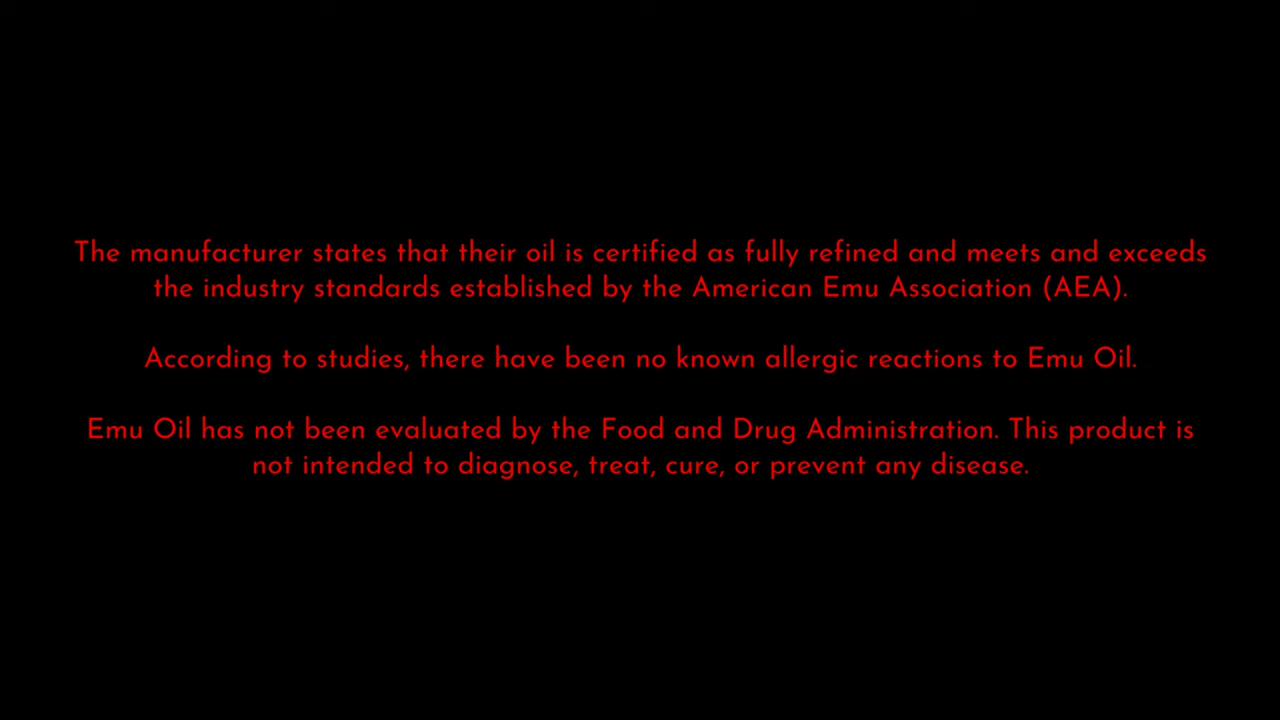 The manufacturer states that their oil is certified as fully refined and meets and exceeds
the industry standards established by the American Emu Association (AEA).
According to studies, there have been no known allergic reactions to Emu Oil.
Emu Oil has not been evaluated by the Food and Drug Administration. This product is
not intended to diagnose, treat, cure, or prevent any disease.